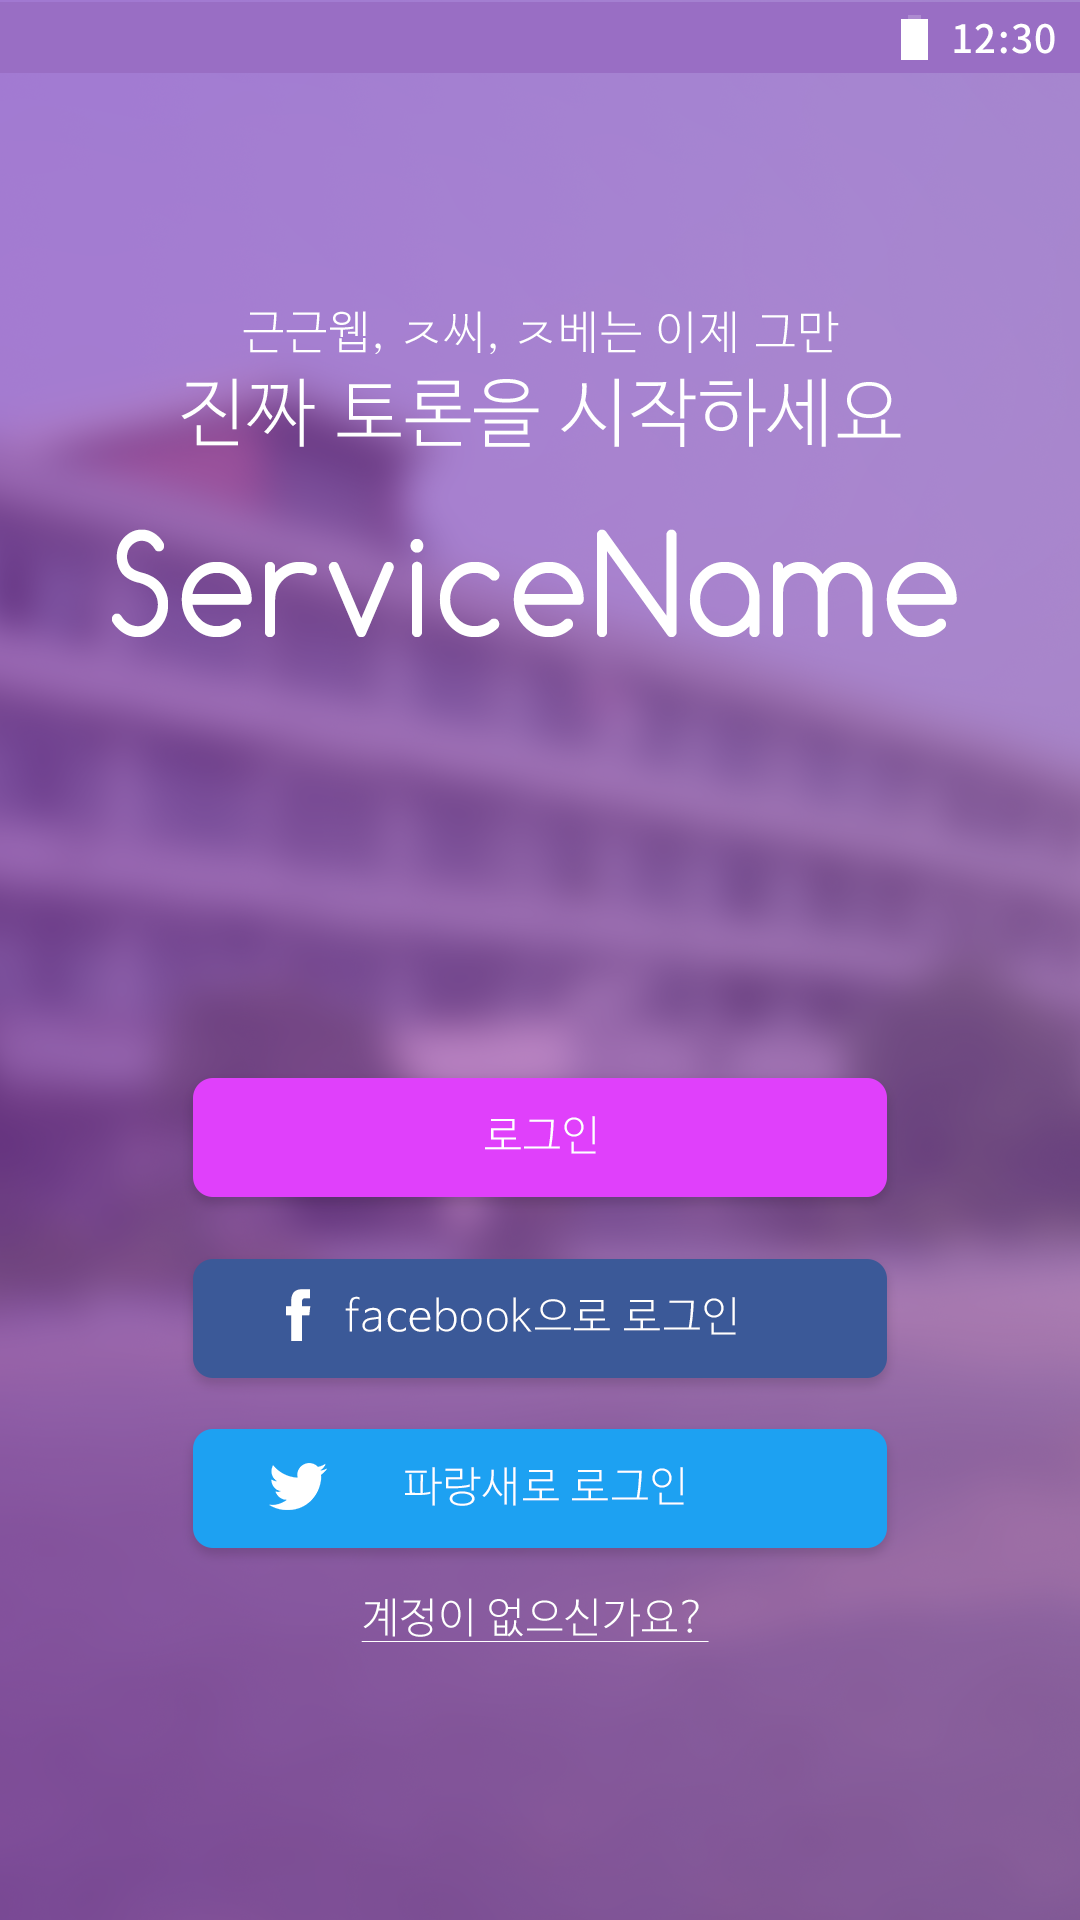 12:30
근근웹, ㅈ씨, ㅈ베는 이제 그만
진짜 토론을 시작하세요
ServiceName
로그인
facebook으로 로그인
파랑새로 로그인
계정이 없으신가요?